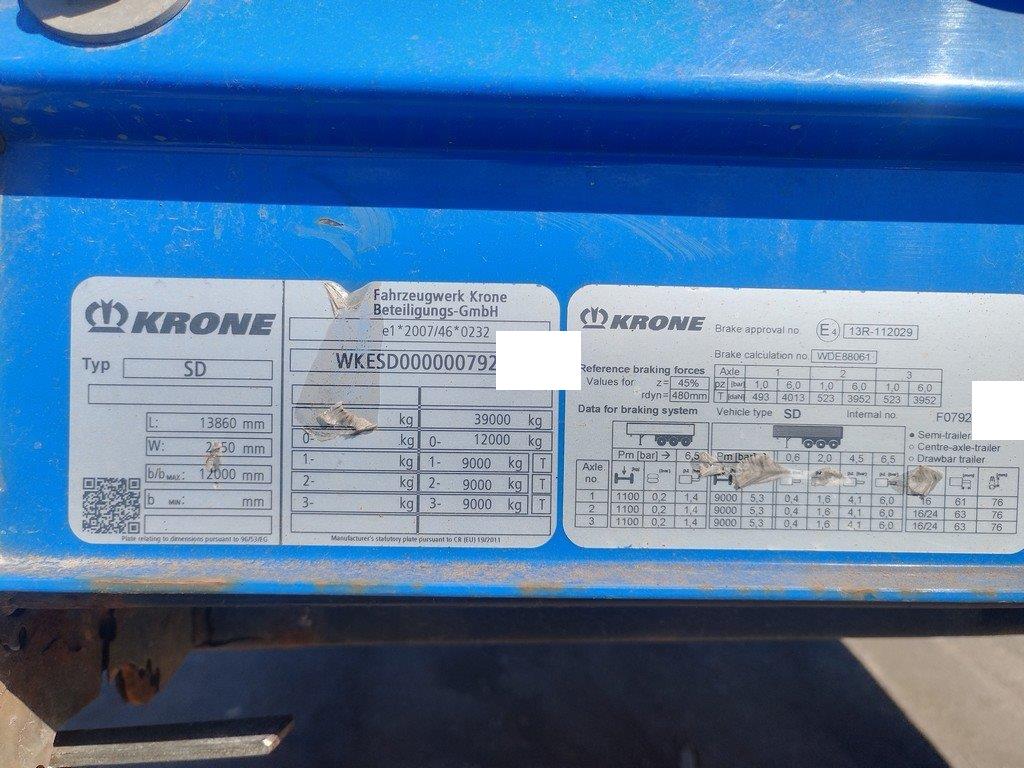 KRONE
Typ SD
L: 13860 mm
W: 2550 mm
b/b MAX: 12000 mm
b MIN: mm
Plate relating to dimensions pursuant to 96/53/EG
Fahrzeugwerk Krone
Beteiligungs-GmbH
e1*2007/46*0232
WKESD000000792
kg 39000 kg
0- kg 0- 12000 kg
1- kg 1- 9000 kg T
2- kg 2- 9000 kg T
3- kg 3- 9000 kg T
Manufacturer's statutory plate pursuant to CR (EU) 19/2011
KRONE
Brake approval no. E4 13R-112029
Brake calculation no. WDE88061
Reference braking forces
Values for z= 45%
rdyn= 480mm
Axle 1 2 3
pz [bar] 1,0 6,0 1,0 6,0 1,0 6,0
T [daN] 493 4013 523 3952 523 3952
Data for braking system Vehicle type SD Internal no. F0792
• Semi-trailer
○ Centre-axle-trailer
○ Drawbar trailer
Pm [bar] → 6,5 Pm [bar] 0,6 2,0 4,5 6,5
Axle no.
1 1100 0,2 1,4 9000 5,3 0,4 1,6 4,1 6,0 16 61 76
2 1100 0,2 1,4 9000 5,3 0,4 1,6 4,1 6,0 16/24 63 76
3 1100 0,2 1,4 9000 5,3 0,4 1,6 4,1 6,0 16/24 63 76